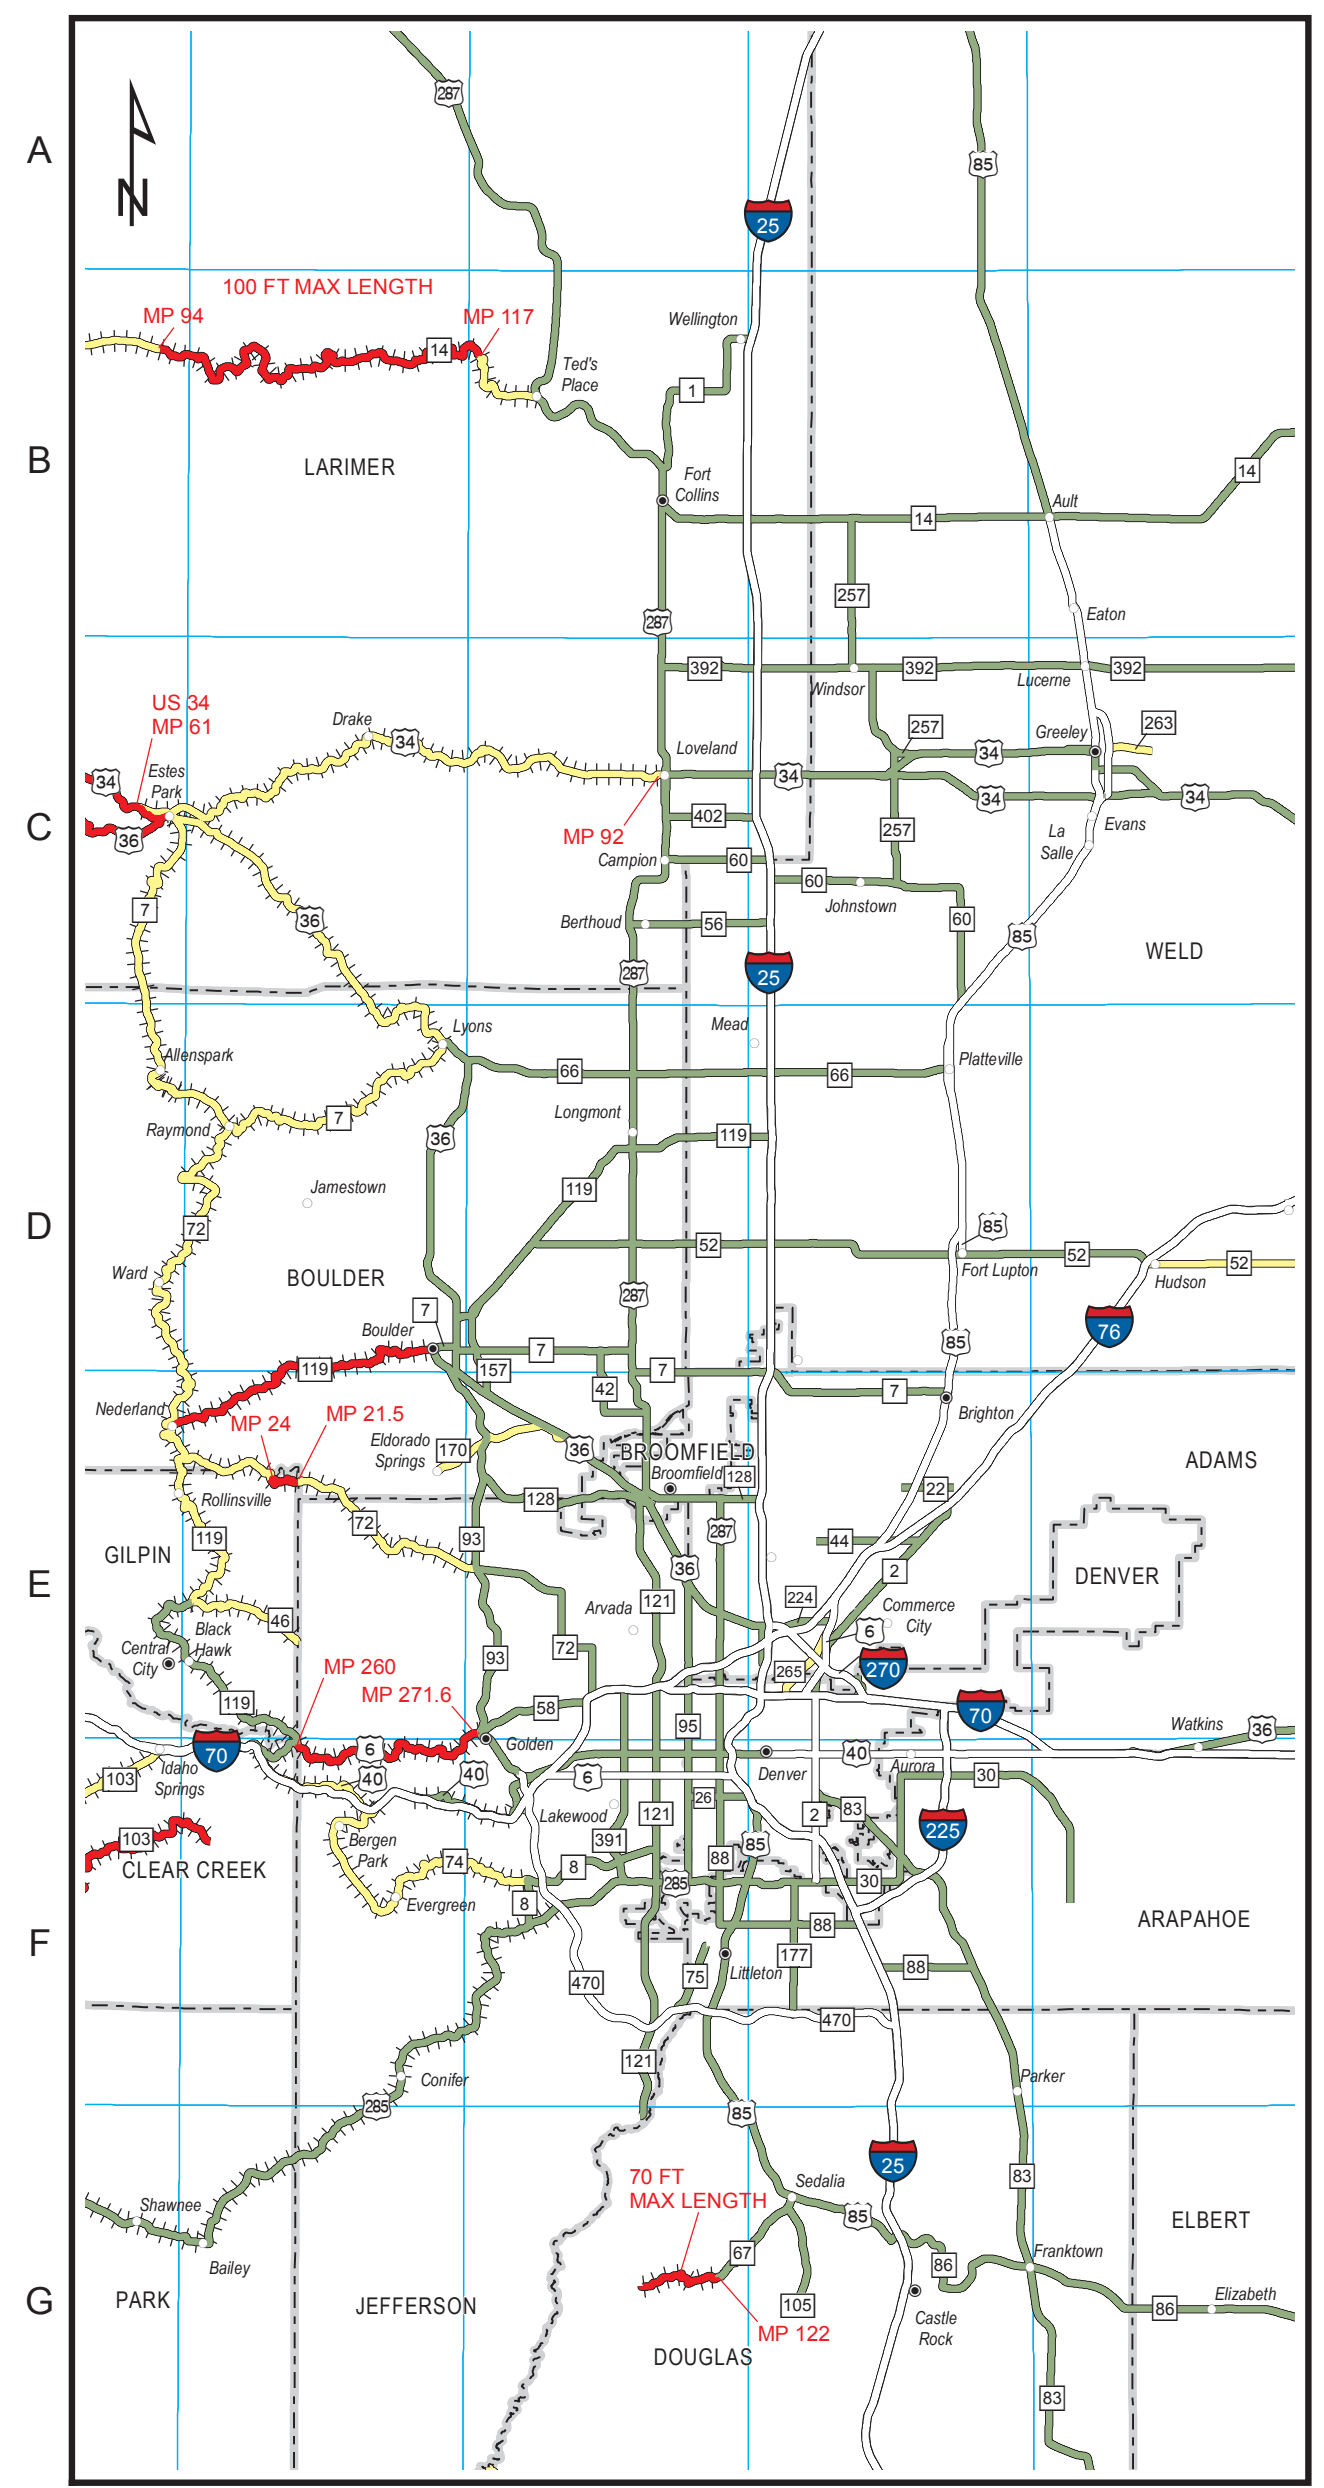 A
N
287
85
25
100 FT MAX LENGTH
MP 94
MP 117
14
Wellington
Ted's
Place
1
B
LARIMER
Fort
Collins
14
14
Ault
257
287
Eaton
392
392
392
Windsor
Lucerne
US 34
MP 61
Drake
34
257
263
Greeley
34
Loveland
34
Estes
Park
34
34
34
C
36
MP 92
402
257
La
Salle
Evans
Campion
60
60
Johnstown
7
36
Berthoud
56
60
85
WELD
287
25
Mead
Lyons
Allenspark
66
66
Platteville
Longmont
Raymond
7
36
119
Jamestown
119
D
72
52
85
52
52
Fort Lupton
Hudson
Ward
BOULDER
287
7
76
Boulder
7
85
119
157
7
42
7
Nederland
MP 24
MP 21.5
Brighton
Eldorado
Springs
170
36
BROOMFIELD
Broomfield
128
ADAMS
Rollinsville
128
22
72
287
119
93
44
GILPIN
36
2
DENVER
E
46
Arvada
121
224
Commerce
City
Black
Hawk
Central
City
6
72
93
MP 260
MP 271.6
265
270
119
58
70
95
Watkins
36
70
6
Golden
40
Idaho
Springs
40
40
6
Denver
Aurora
30
103
26
Lakewood
121
2
83
225
103
391
85
Bergen
Park
CLEAR CREEK
74
8
88
285
30
Evergreen
8
88
ARAPAHOE
F
177
470
75
Littleton
88
470
121
Parker
Conifer
285
85
25
83
70 FT
MAX LENGTH
Sedalia
Shawnee
85
ELBERT
67
86
Franktown
Bailey
G
PARK
JEFFERSON
105
86
Elizabeth
MP 122
Castle
Rock
DOUGLAS
83